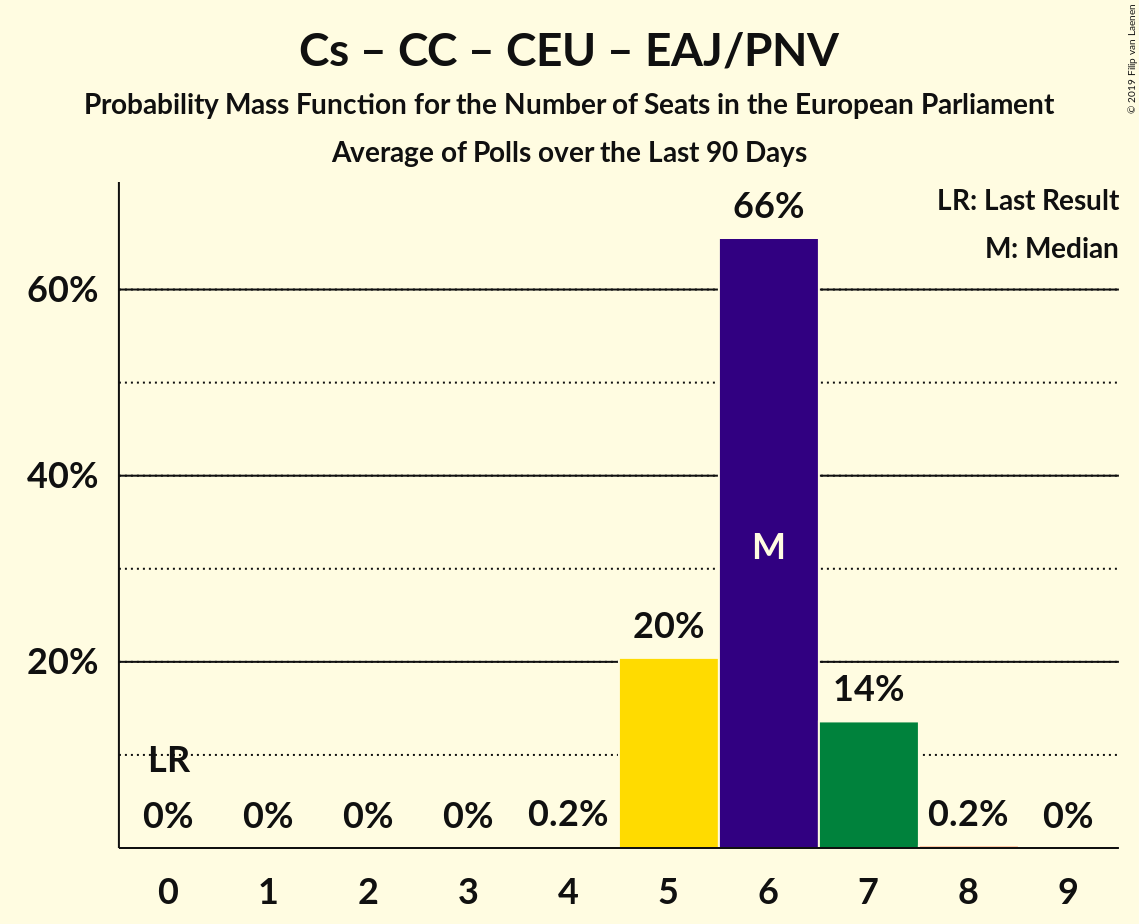 Cs – CC – CEU – EAJ/PNV
Probability Mass Function for the Number of Seats in the European Parliament
Average of Polls over the Last 90 Days
© 2019 Filip van Laenen
LR: Last Result
M: Median
66%
60%
40%
M
20%
20%
14%
LR
0% 0% 0% 0% 0.2% 0.2% 0%
0 1 2 3 4 5 6 7 8 9